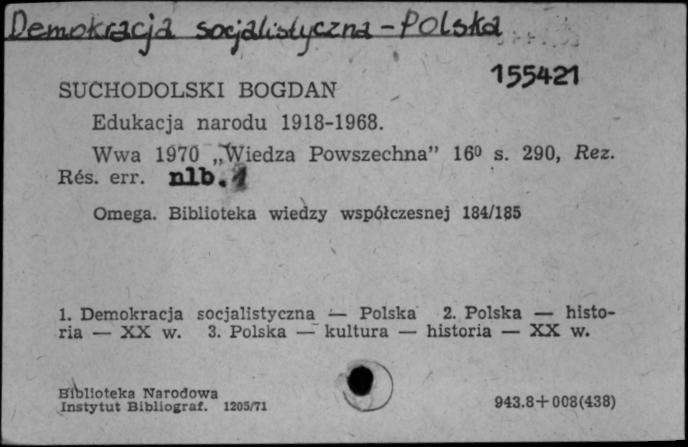 Demokracja socjalistyczna - Polska
155421
SUCHODOLSKI BOGDAN
Edukacja narodu 1918-1968.
Wwa 1970 „Wiedza Powszechna” 16⁰ s. 290, Rez.
Rés. err. nlb. 1
Omega. Biblioteka wiedzy współczesnej 184/185
1. Demokracja socjalistyczna — Polska 2. Polska — histo-
ria — XX w. 3. Polska — kultura — historia — XX w.
Biblioteka Narodowa
Instytut Bibliograf. 1205/71
943.8+008(438)